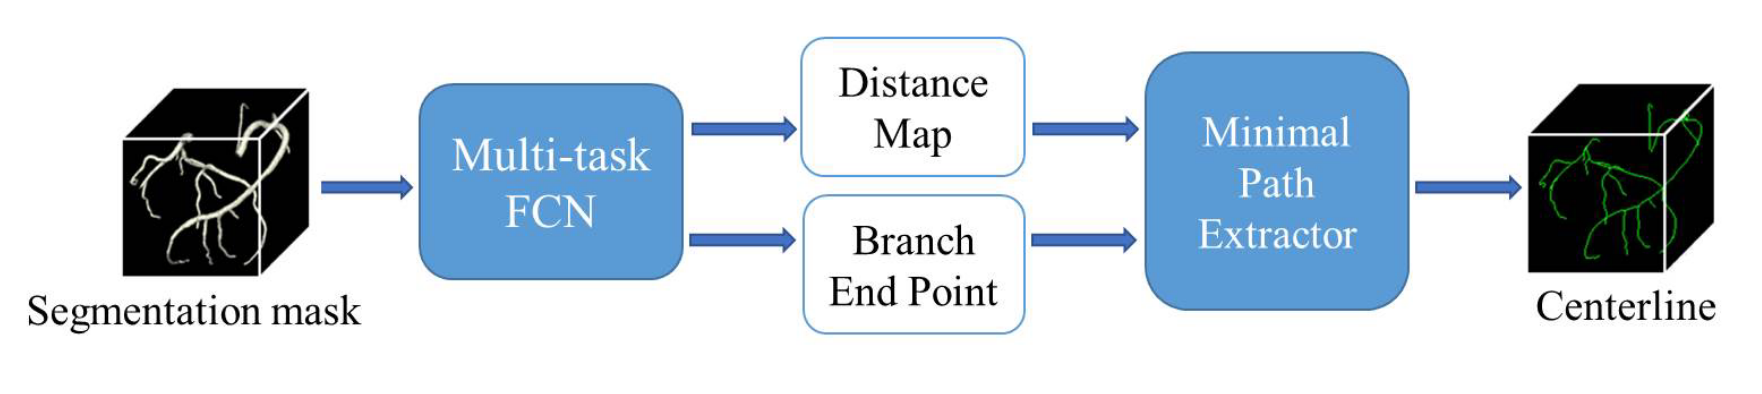 Segmentation mask
Multi-task
FCN
Distance
Map
Branch
End Point
Minimal
Path
Extractor
Centerline